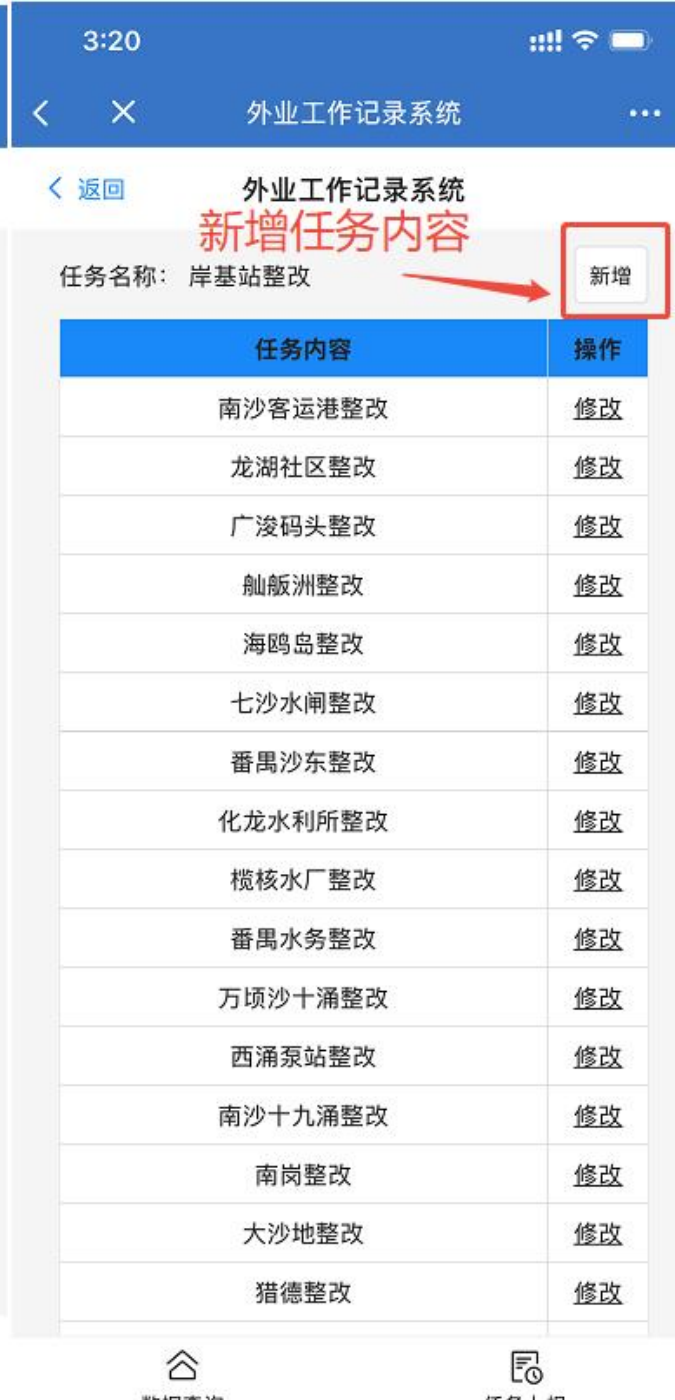 3:20
外业工作记录系统
返回
外业工作记录系统
新增任务内容
任务名称： 岸基站整改
新增
任务内容 操作
南沙客运港整改 修改
龙湖社区整改 修改
广浚码头整改 修改
舢舨洲整改 修改
海鸥岛整改 修改
七沙水闸整改 修改
番禺沙东整改 修改
化龙水利所整改 修改
榄核水厂整改 修改
番禺水务整改 修改
万顷沙十涌整改 修改
西涌泵站整改 修改
南沙十九涌整改 修改
南岗整改 修改
大沙地整改 修改
猎德整改 修改